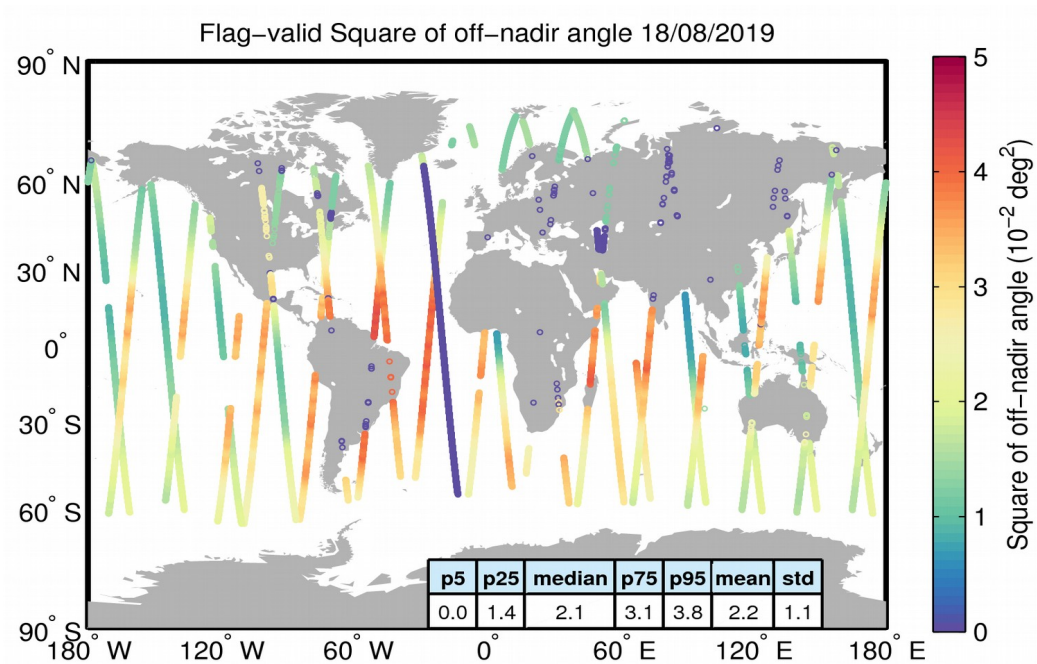 Flag−valid Square of off−nadir angle 18/08/2019
90° N
60° N
30° N
0°
30° S
60° S
90° S
180° W
120° W
60° W
0°
60° E
120° E
180° E
p5 p25 median p75 p95 mean std
0.0 1.4 2.1 3.1 3.8 2.2 1.1
5
4
3
2
1
0
Square of off−nadir angle (10⁻² deg²)